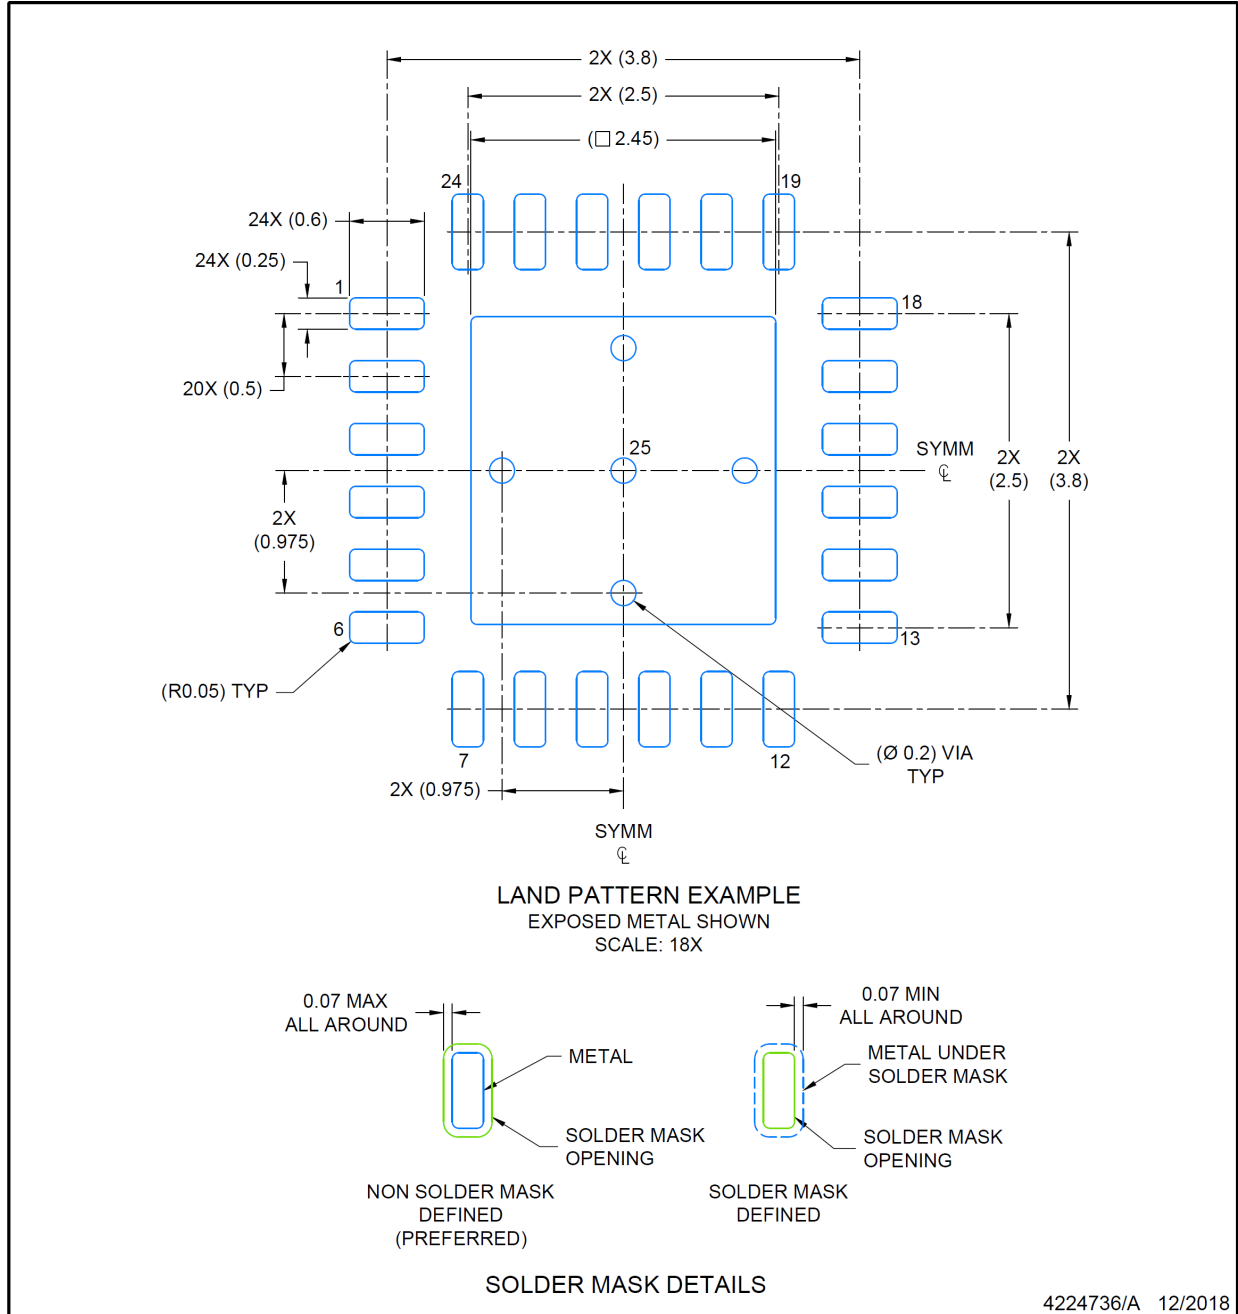 2X (3.8)
2X (2.5)
(□ 2.45)
24
19
24X (0.6)
24X (0.25)
1
18
20X (0.5)
25
SYMM
℄
2X
(2.5)
2X
(3.8)
2X
(0.975)
6
13
(R0.05) TYP
7
12
(Ø 0.2) VIA
TYP
2X (0.975)
SYMM
℄
LAND PATTERN EXAMPLE
EXPOSED METAL SHOWN
SCALE: 18X
0.07 MAX
ALL AROUND
METAL
SOLDER MASK
OPENING
NON SOLDER MASK
DEFINED
(PREFERRED)
0.07 MIN
ALL AROUND
METAL UNDER
SOLDER MASK
SOLDER MASK
OPENING
SOLDER MASK
DEFINED
SOLDER MASK DETAILS
4224736/A 12/2018